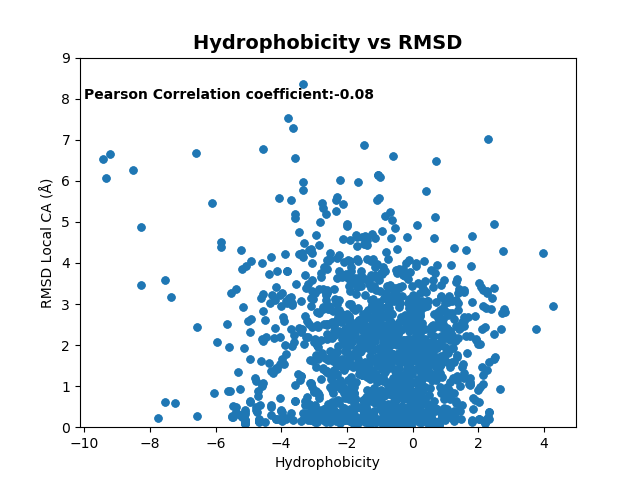 Hydrophobicity vs RMSD
9
8
7
6
5
4
3
2
1
0
Pearson Correlation coefficient:-0.08
RMSD Local CA (Å)
−10 −8 −6 −4 −2 0 2 4
Hydrophobicity